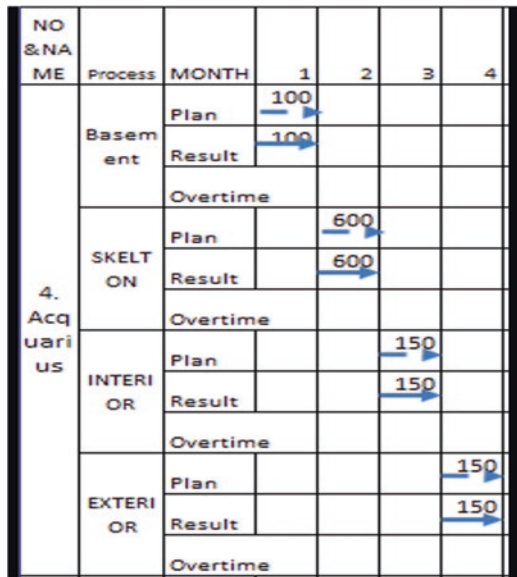 NO
&NA
ME Process MONTH 1 2 3 4
4.
Acq
uari
us
Basem
ent
Plan 100
Result 100
Overtime
SKELT
ON
Plan 600
Result 600
Overtime
INTERI
OR
Plan 150
Result 150
Overtime
EXTERI
OR
Plan 150
Result 150
Overtime